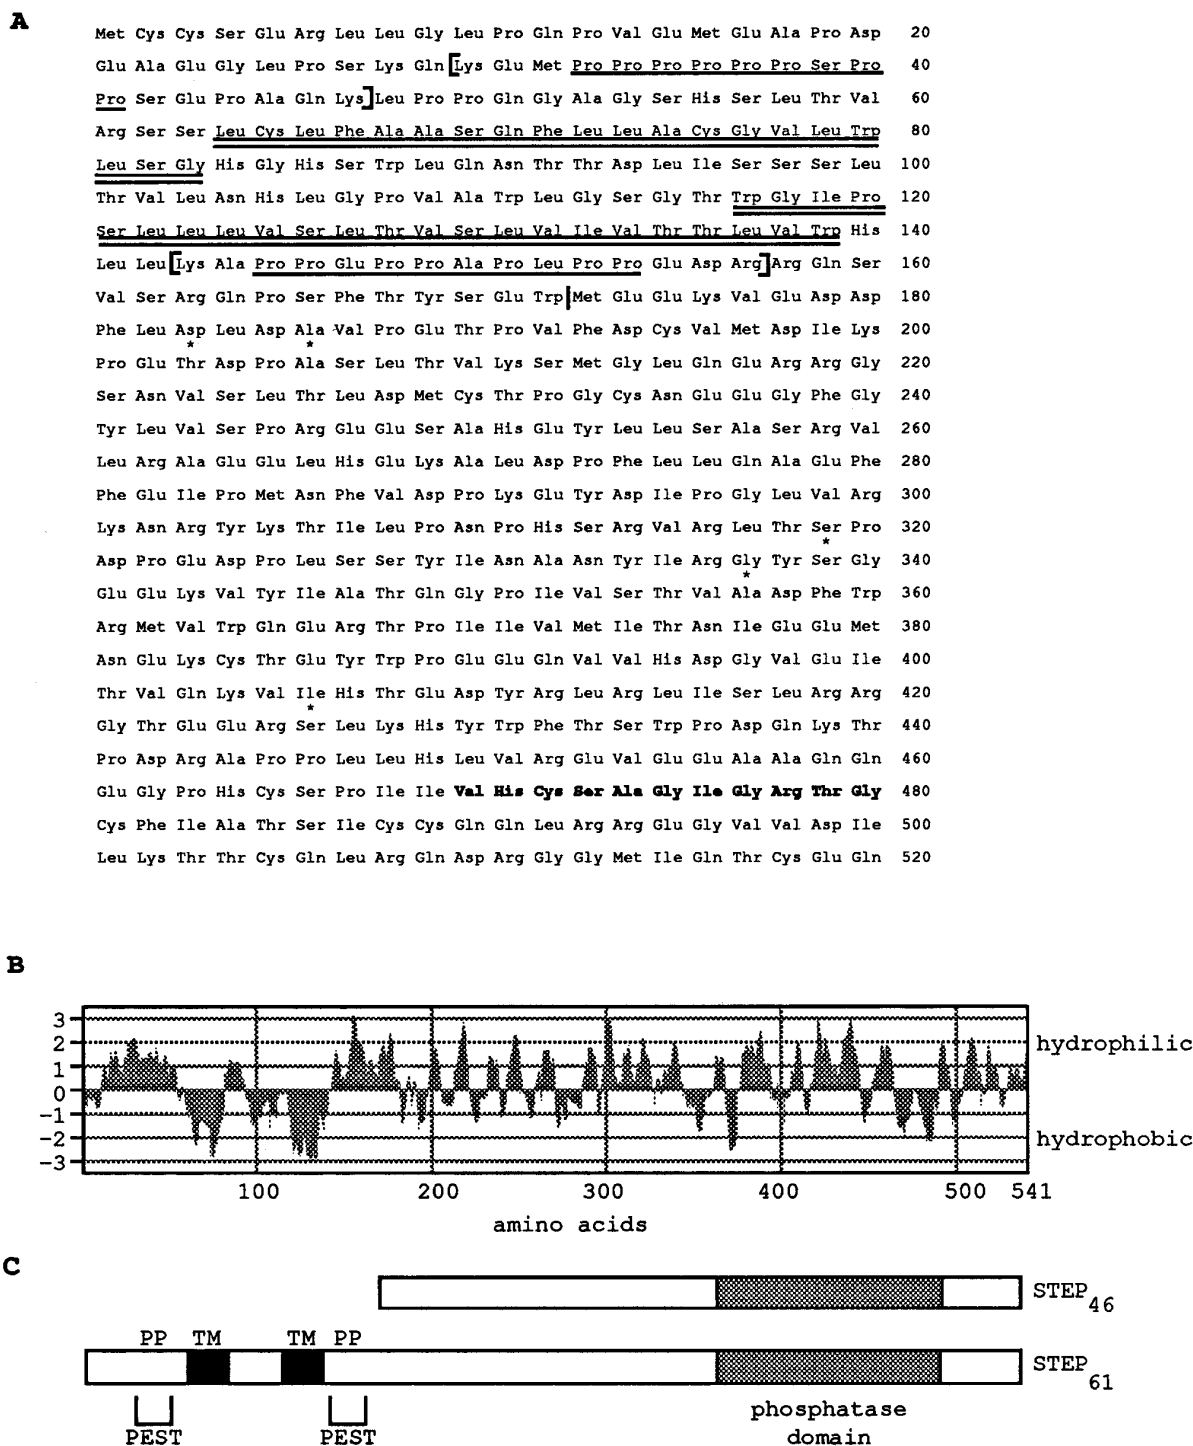 A
Met Cys Cys Ser Glu Arg Leu Leu Gly Leu Pro Gln Pro Val Glu Met Glu Ala Pro Asp 20
Glu Ala Glu Gly Leu Pro Ser Lys Gln [Lys Glu Met Pro Pro Pro Pro Pro Pro Ser Pro 40
Pro Ser Glu Pro Ala Gln Lys] Leu Pro Pro Gln Gly Ala Gly Ser His Ser Leu Thr Val 60
Arg Ser Ser Leu Cys Leu Phe Ala Ala Ser Gln Phe Leu Leu Ala Cys Gly Val Leu Trp 80
Leu Ser Gly His Gly His Ser Trp Leu Gln Asn Thr Thr Asp Leu Ile Ser Ser Ser Leu 100
Thr Val Leu Asn His Leu Gly Pro Val Ala Trp Leu Gly Ser Gly Thr Trp Gly Ile Pro 120
Ser Leu Leu Leu Val Ser Leu Thr Val Ser Leu Val Ile Val Thr Thr Leu Val Trp His 140
Leu Leu [Lys Ala Pro Pro Glu Pro Pro Ala Pro Leu Pro Pro Glu Asp Arg] Arg Gln Ser 160
Val Ser Arg Gln Pro Ser Phe Thr Tyr Ser Glu Trp |Met Glu Glu Lys Val Glu Asp Asp 180
Phe Leu Asp Leu Asp Ala Val Pro Glu Thr Pro Val Phe Asp Cys Val Met Asp Ile Lys 200
* *
Pro Glu Thr Asp Pro Ala Ser Leu Thr Val Lys Ser Met Gly Leu Gln Glu Arg Arg Gly 220
Ser Asn Val Ser Leu Thr Leu Asp Met Cys Thr Pro Gly Cys Asn Glu Glu Gly Phe Gly 240
Tyr Leu Val Ser Pro Arg Glu Glu Ser Ala His Glu Tyr Leu Leu Ser Ala Ser Arg Val 260
Leu Arg Ala Glu Glu Leu His Glu Lys Ala Leu Asp Pro Phe Leu Leu Gln Ala Glu Phe 280
Phe Glu Ile Pro Met Asn Phe Val Asp Pro Lys Glu Tyr Asp Ile Pro Gly Leu Val Arg 300
Lys Asn Arg Tyr Lys Thr Ile Leu Pro Asn Pro His Ser Arg Val Arg Leu Thr Ser Pro 320
*
Asp Pro Glu Asp Pro Leu Ser Ser Tyr Ile Asn Ala Asn Tyr Ile Arg Gly Tyr Ser Gly 340
*
Glu Glu Lys Val Tyr Ile Ala Thr Gln Gly Pro Ile Val Ser Thr Val Ala Asp Phe Trp 360
Arg Met Val Trp Gln Glu Arg Thr Pro Ile Ile Val Met Ile Thr Asn Ile Glu Glu Met 380
Asn Glu Lys Cys Thr Glu Tyr Trp Pro Glu Glu Gln Val Val His Asp Gly Val Glu Ile 400
Thr Val Gln Lys Val Ile His Thr Glu Asp Tyr Arg Leu Arg Leu Ile Ser Leu Arg Arg 420
*
Gly Thr Glu Glu Arg Ser Leu Lys His Tyr Trp Phe Thr Ser Trp Pro Asp Gln Lys Thr 440
Pro Asp Arg Ala Pro Pro Leu Leu His Leu Val Arg Glu Val Glu Glu Ala Ala Gln Gln 460
Glu Gly Pro His Cys Ser Pro Ile Ile Val His Cys Ser Ala Gly Ile Gly Arg Thr Gly 480
Cys Phe Ile Ala Thr Ser Ile Cys Cys Gln Gln Leu Arg Arg Glu Gly Val Val Asp Ile 500
Leu Lys Thr Thr Cys Gln Leu Arg Gln Asp Arg Gly Gly Met Ile Gln Thr Cys Glu Gln 520
B
3
2
1
0
-1
-2
-3
hydrophilic
hydrophobic
100 200 300 400 500 541
amino acids
C
STEP46
PP TM TM PP
STEP61
PEST PEST
phosphatase
domain